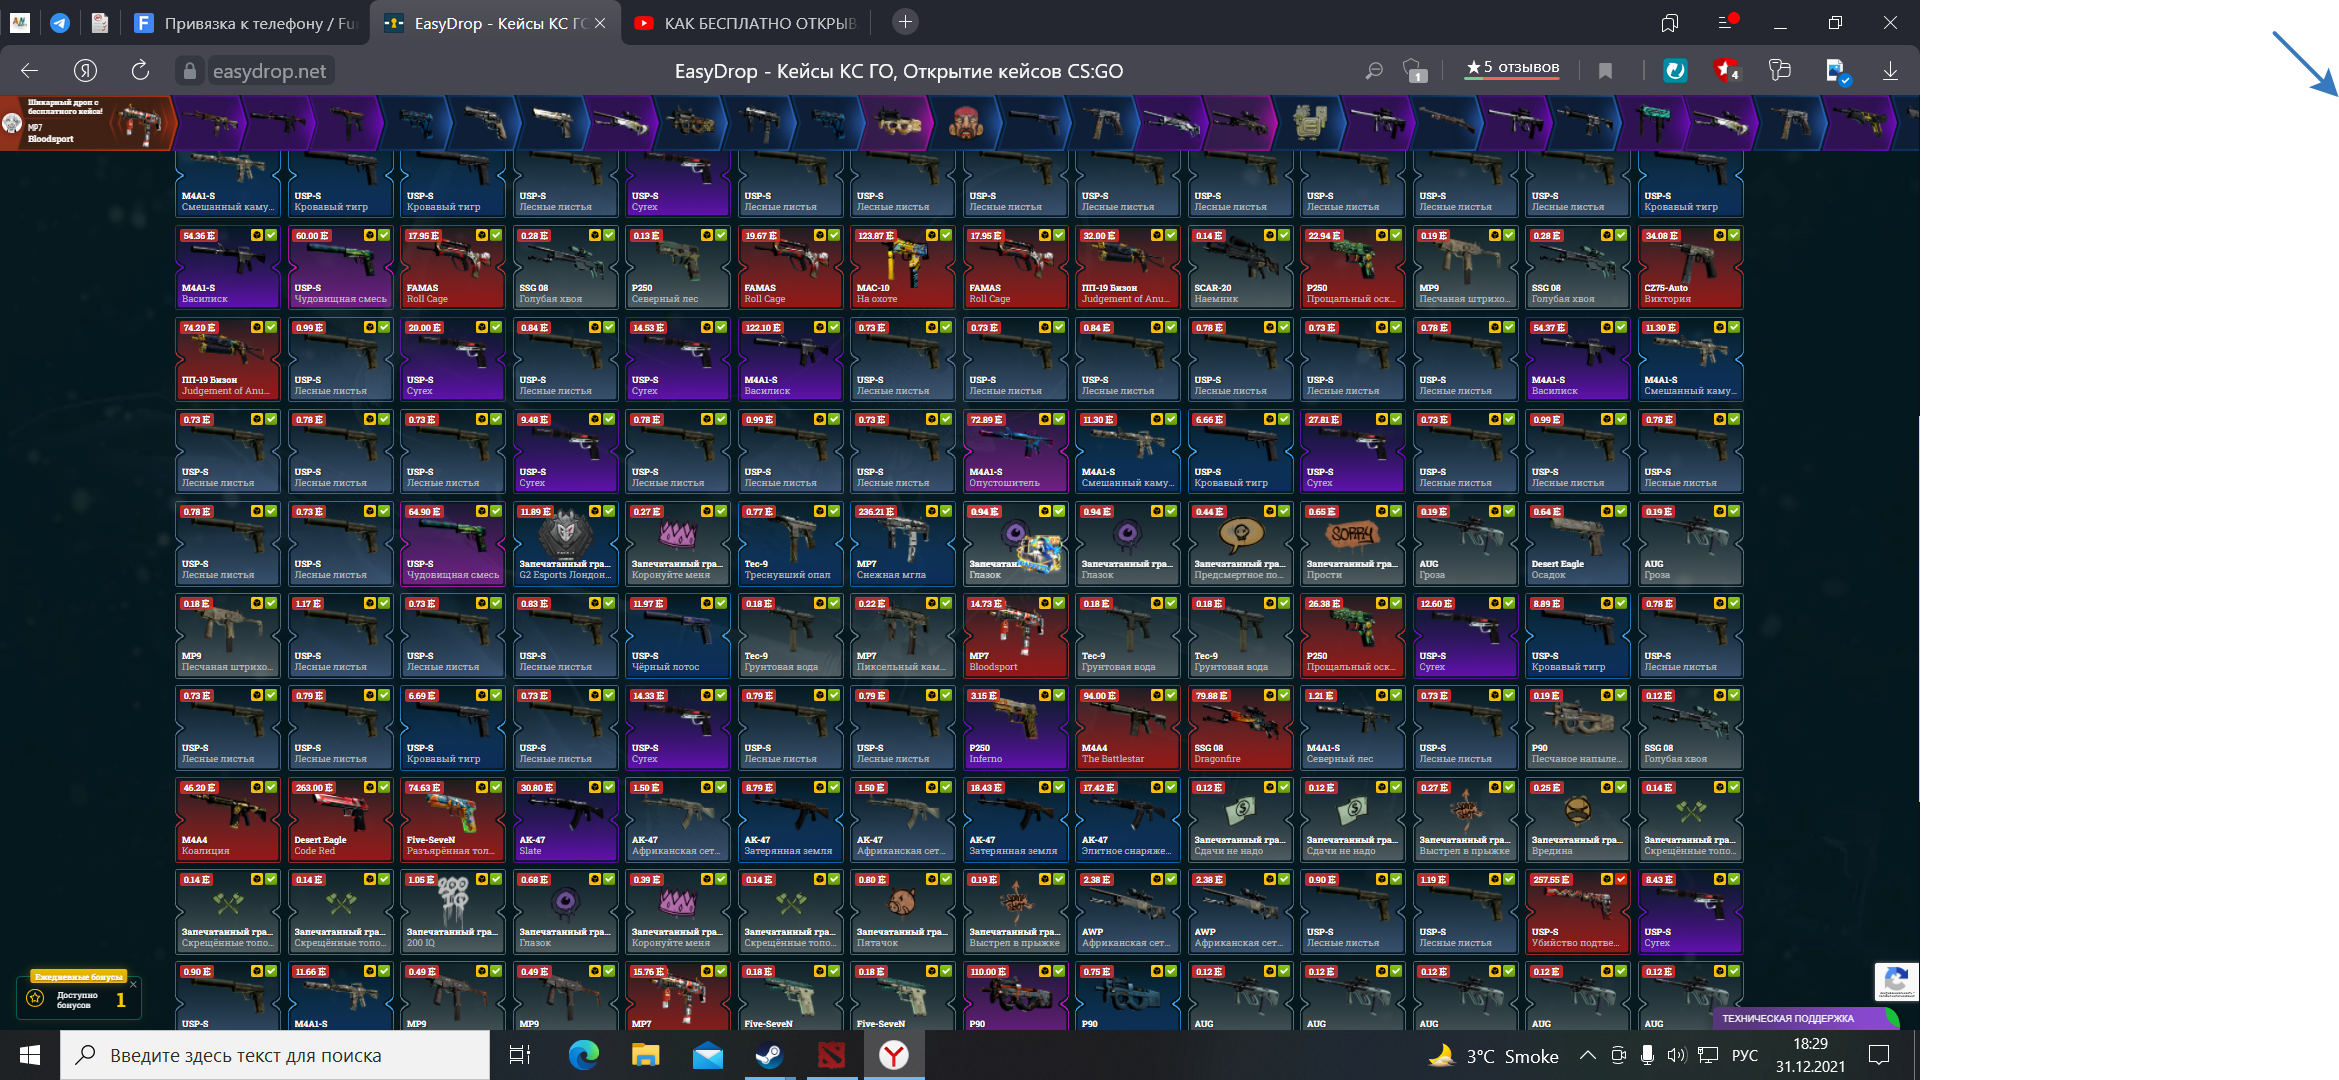 Привязка к телефону / Fu
EasyDrop - Кейсы КС ГО
КАК БЕСПЛАТНО ОТКРЫВ
easydrop.net
EasyDrop - Кейсы КС ГО, Открытие кейсов CS:GO
★ 5 отзывов
1
4
Шикарный дроп с
бесплатного кейса!
MP7
Bloodsport
M4A1-S USP-S USP-S USP-S USP-S USP-S USP-S USP-S USP-S USP-S USP-S USP-S USP-S USP-S
Смешанный каму... Кровавый тигр Кровавый тигр Лесные листья Cyrex Лесные листья Лесные листья Лесные листья Лесные листья Лесные листья Лесные листья Лесные листья Лесные листья Кровавый тигр
54.36 60.00 17.95 0.28 0.13 19.67 123.87 17.95 32.00 0.14 22.94 0.19 0.28 34.08
M4A1-S USP-S FAMAS SSG 08 P250 FAMAS MAC-10 FAMAS ПП-19 Бизон SCAR-20 P250 MP9 SSG 08 CZ75-Auto
Василиск Чудовищная смесь Roll Cage Голубая хвоя Северный лес Roll Cage На охоте Roll Cage Judgement of Anu... Наемник Прощальный оск... Песчаная штрихо... Голубая хвоя Виктория
74.20 0.99 20.00 0.84 14.53 122.10 0.73 0.73 0.84 0.78 0.73 0.78 54.37 11.30
ПП-19 Бизон USP-S USP-S USP-S USP-S M4A1-S USP-S USP-S USP-S USP-S USP-S USP-S M4A1-S M4A1-S
Judgement of Anu... Лесные листья Cyrex Лесные листья Cyrex Василиск Лесные листья Лесные листья Лесные листья Лесные листья Лесные листья Лесные листья Василиск Смешанный каму...
0.73 0.78 0.73 9.48 0.78 0.99 0.73 72.89 11.30 6.66 27.81 0.73 0.99 0.78
USP-S USP-S USP-S USP-S USP-S USP-S USP-S M4A1-S M4A1-S USP-S USP-S USP-S USP-S USP-S
Лесные листья Лесные листья Лесные листья Cyrex Лесные листья Лесные листья Лесные листья Опустошитель Смешанный каму... Кровавый тигр Cyrex Лесные листья Лесные листья Лесные листья
0.78 0.73 64.90 11.89 0.27 0.77 236.21 0.94 0.94 0.44 0.65 0.19 0.64 0.19
SORRY
USP-S USP-S USP-S Запечатанный гра... Запечатанный гра... Tec-9 MP7 Запечатан Запечатанный гра... Запечатанный гра... Запечатанный гра... AUG Desert Eagle AUG
Лесные листья Лесные листья Чудовищная смесь G2 Esports Лондон... Коронуйте меня Треснувший опал Снежная мгла Глазок Глазок Предсмертное по... Прости Гроза Осадок Гроза
0.18 1.17 0.73 0.83 11.97 0.18 0.22 14.73 0.18 0.18 26.38 12.60 8.89 0.78
MP9 USP-S USP-S USP-S USP-S Tec-9 MP7 MP7 Tec-9 Tec-9 P250 USP-S USP-S USP-S
Песчаная штрихо... Лесные листья Лесные листья Лесные листья Чёрный лотос Грунтовая вода Пиксельный кам... Bloodsport Грунтовая вода Грунтовая вода Прощальный оск... Cyrex Кровавый тигр Лесные листья
0.73 0.79 6.69 0.73 14.33 0.79 0.79 3.15 94.00 79.88 1.21 0.73 0.19 0.12
USP-S USP-S USP-S USP-S USP-S USP-S USP-S P250 M4A4 SSG 08 M4A1-S USP-S P90 SSG 08
Лесные листья Лесные листья Кровавый тигр Лесные листья Cyrex Лесные листья Лесные листья Inferno The Battlestar Dragonfire Северный лес Лесные листья Песчаное напыле... Голубая хвоя
46.20 263.00 74.63 30.80 1.50 8.79 1.50 18.43 17.42 0.12 0.12 0.27 0.25 0.14
M4A4 Desert Eagle Five-SeveN AK-47 AK-47 AK-47 AK-47 AK-47 AK-47 Запечатанный гра... Запечатанный гра... Запечатанный гра... Запечатанный гра... Запечатанный гра...
Коалиция Code Red Разъярённая тол... Slate Африканская сет... Затерянная земля Африканская сет... Затерянная земля Элитное снаряже... Сдачи не надо Сдачи не надо Выстрел в прыжке Вредина Скрещённые топо...
0.14 0.14 1.05 0.68 0.39 0.14 0.80 0.19 2.38 2.38 0.90 1.19 257.55 8.43
200 IQ
Запечатанный гра... Запечатанный гра... Запечатанный гра... Запечатанный гра... Запечатанный гра... Запечатанный гра... Запечатанный гра... Запечатанный гра... AWP AWP USP-S USP-S USP-S USP-S
Скрещённые топо... Скрещённые топо... 200 IQ Глазок Коронуйте меня Скрещённые топо... Пятачок Выстрел в прыжке Африканская сет... Африканская сет... Лесные листья Лесные листья Убийство подтве... Cyrex
0.90 11.66 0.49 0.49 15.76 0.18 0.18 110.00 0.75 0.12 0.12 0.12 0.12 0.12
USP-S M4A1-S MP9 MP9 MP7 Five-SeveN Five-SeveN P90 P90 AUG AUG AUG AUG AUG
Ежедневные бонусы
Доступно
бонусов
1
ТЕХНИЧЕСКАЯ ПОДДЕРЖКА
Введите здесь текст для поиска
3°C Smoke
РУС
18:29
31.12.2021